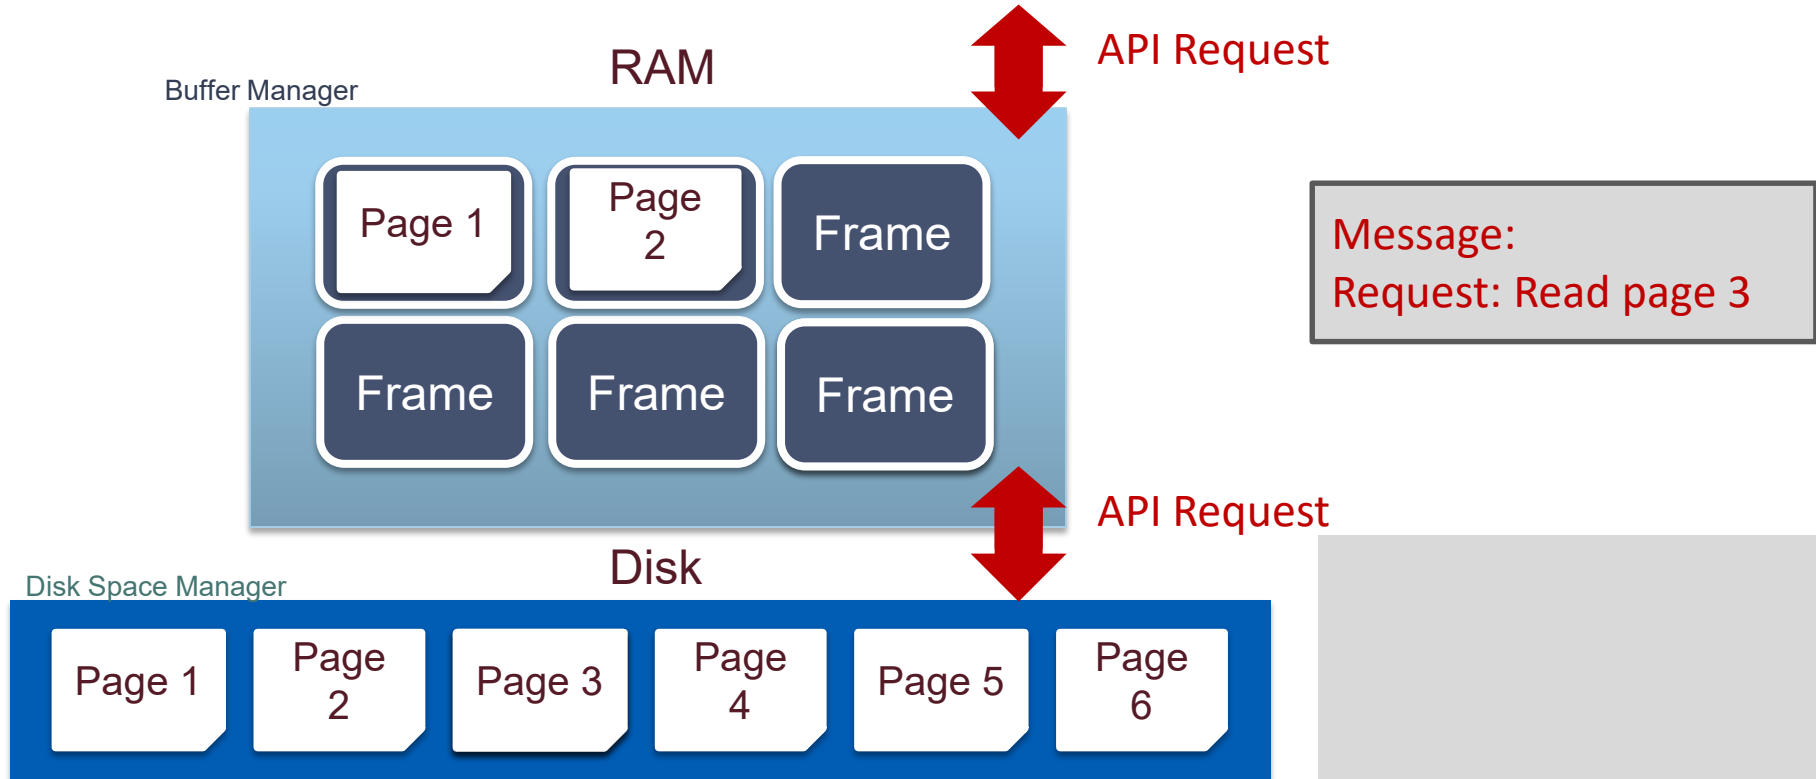 RAM
API Request
Buffer Manager
Page 1
Page
2
Frame
Message:
Request: Read page 3
Frame
Frame
Frame
API Request
Disk
Disk Space Manager
Page 1
Page
2
Page 3
Page
4
Page 5
Page
6